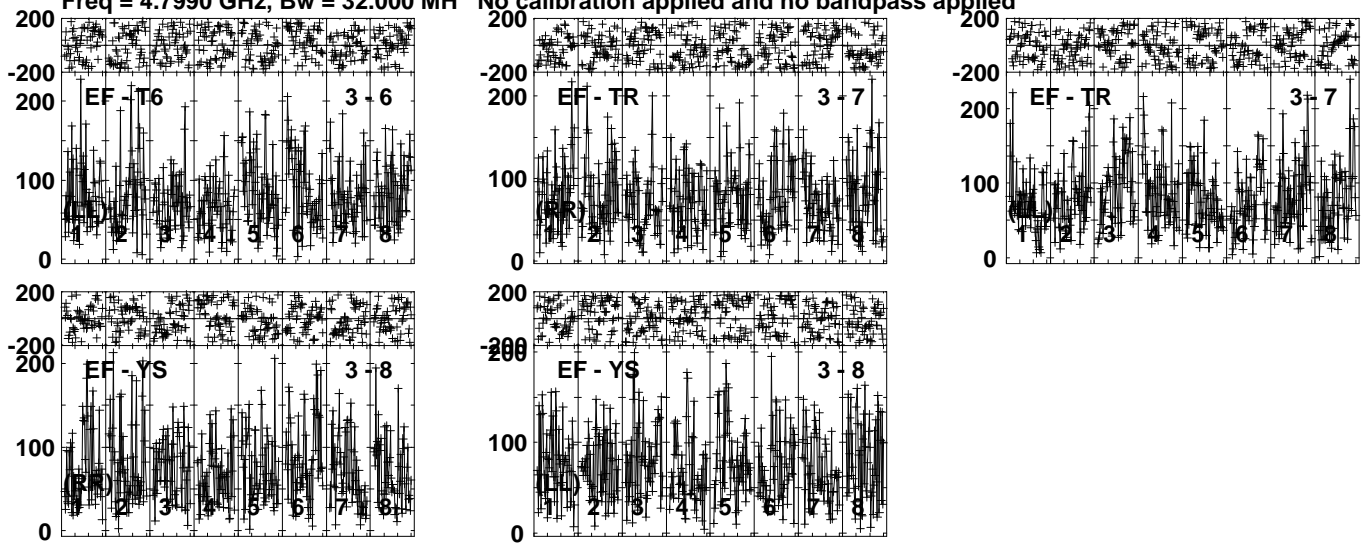 Freq = 4.7990 GHz, Bw = 32.000 MH No calibration applied and no bandpass applied
200
-200
200
100
0
EF - T6 3 - 6
(LL)
1 2 3 4 5 6 7 8
200
-200
200
100
0
EF - TR 3 - 7
(RR)
1 2 3 4 5 6 7 8
200
-200
200
100
0
EF - TR 3 - 7
(LL)
1 2 3 4 5 6 7 8
200
-200
200
100
0
EF - YS 3 - 8
(RR)
1 2 3 4 5 6 7 8
200
-200
200
100
0
EF - YS 3 - 8
(LL)
1 2 3 4 5 6 7 8